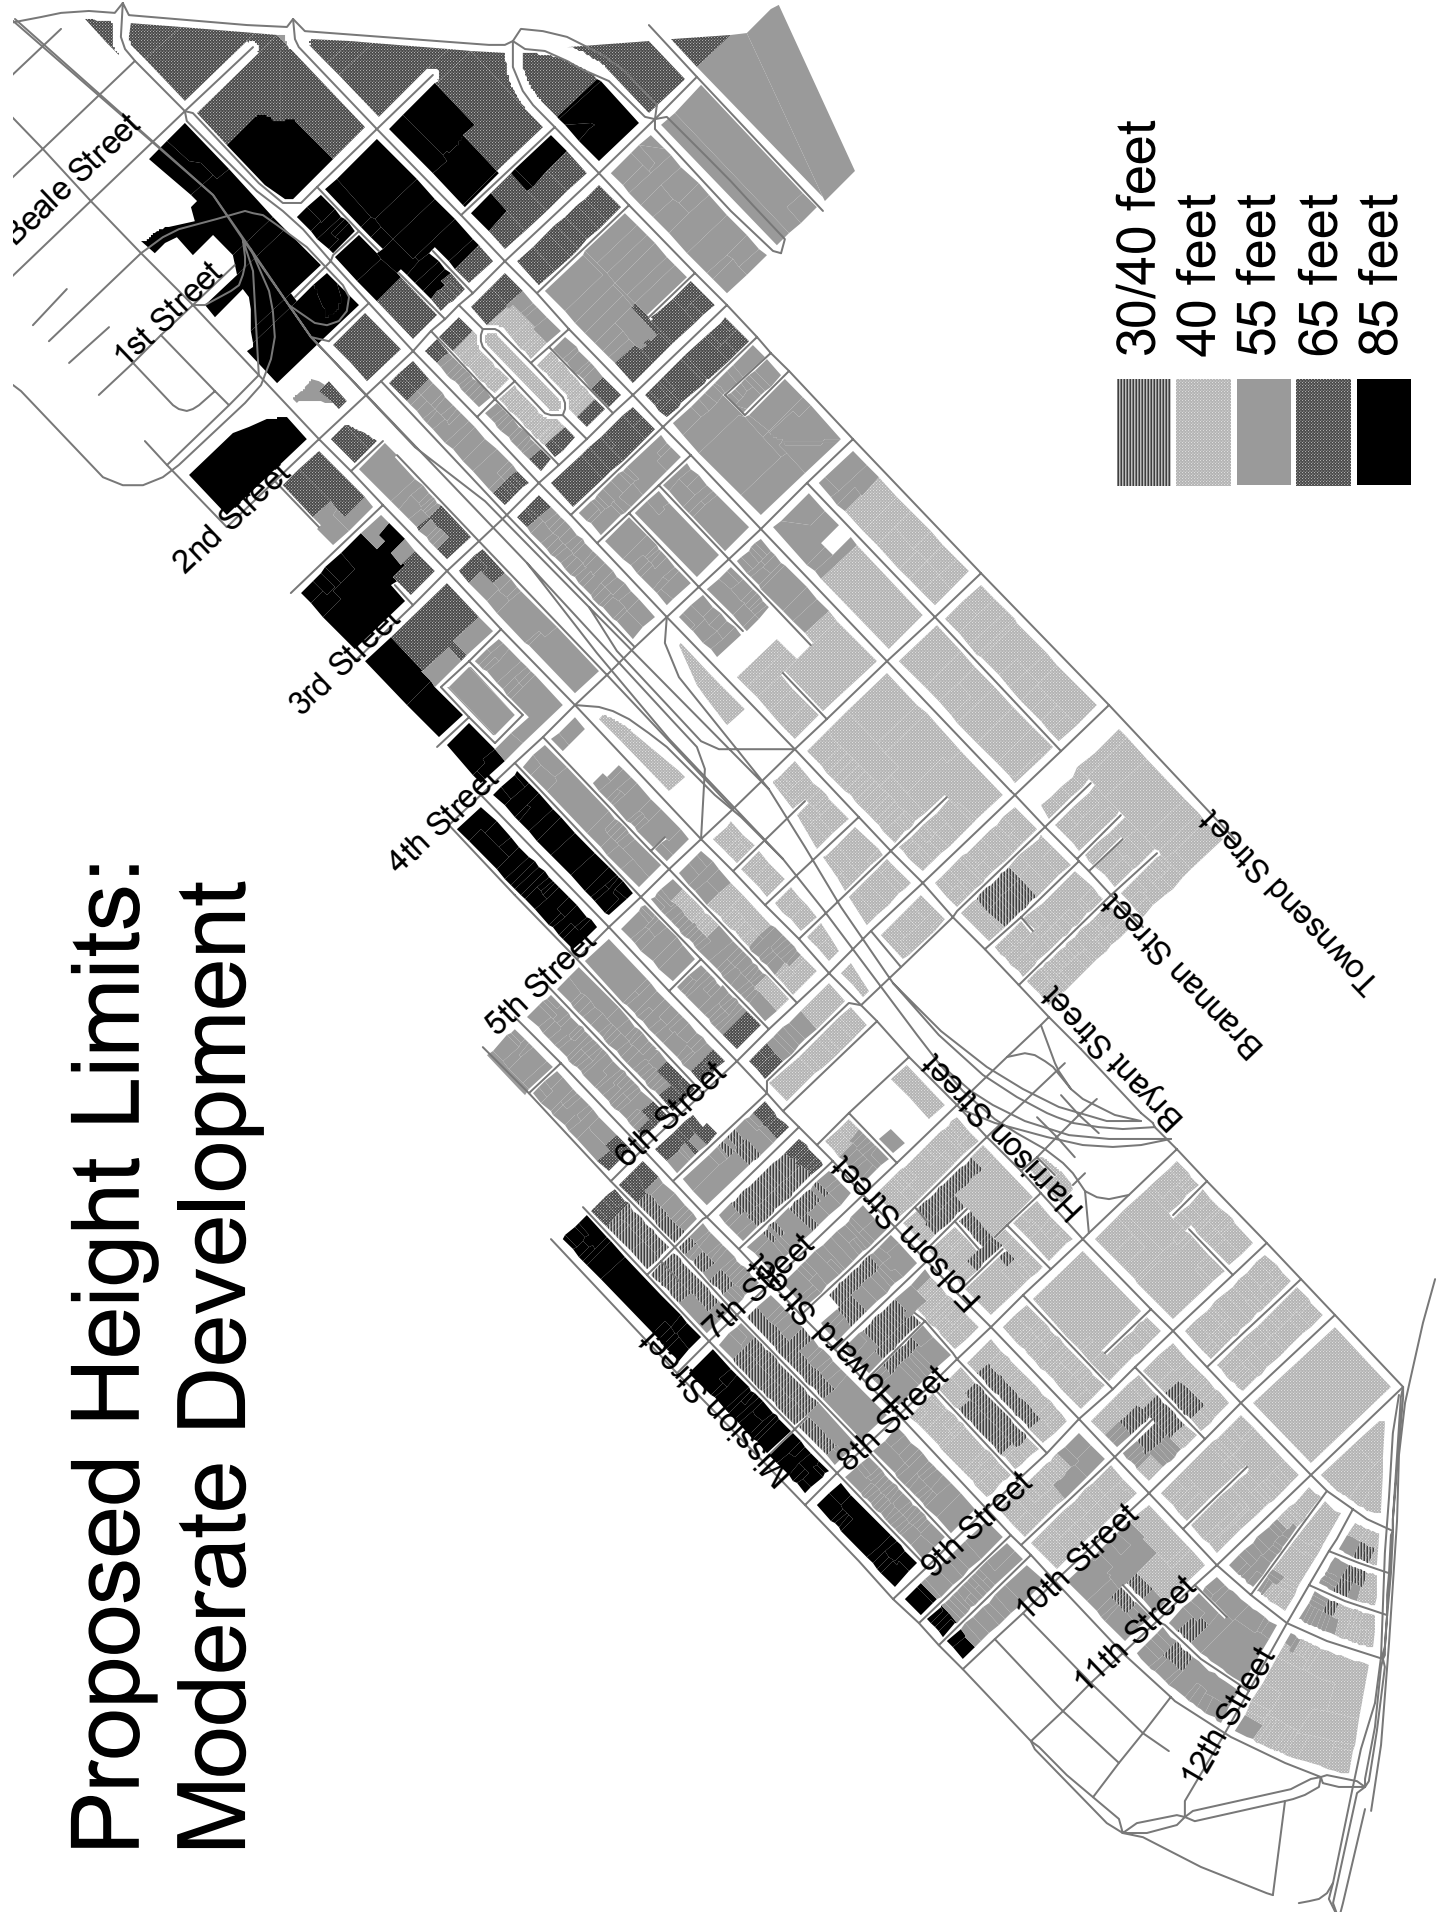 Proposed Height Limits:
Moderate Development
30/40 feet
40 feet
55 feet
65 feet
85 feet
Beale Street
1st Street
2nd Street
3rd Street
4th Street
5th Street
6th Street
7th Street
8th Street
9th Street
10th Street
11th Street
12th Street
Mission Street
Howard Street
Folsom Street
Harrison Street
Bryant Street
Brannan Street
Townsend Street